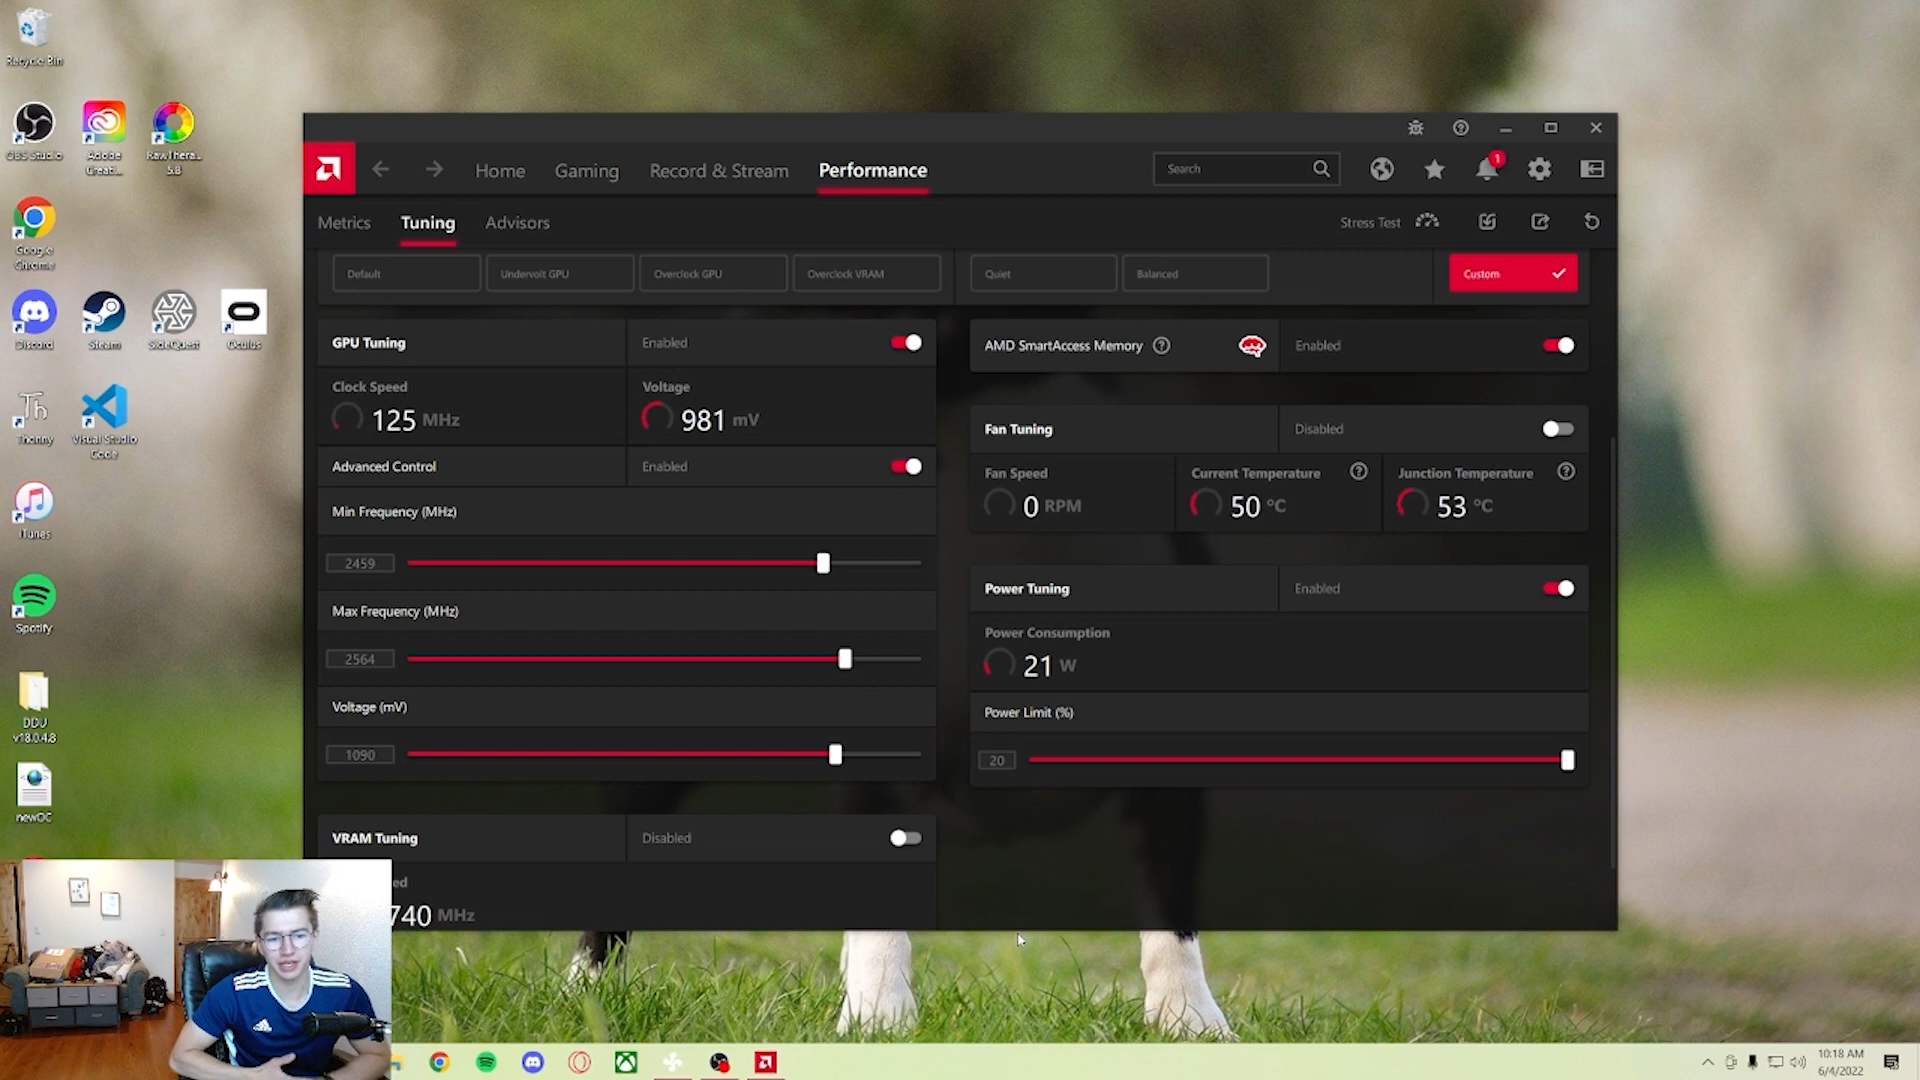 Recycle Bin
OBS Studio
Adobe Creati...
RawThera... 5.8
Google Chrome
Discord
Steam
SideQuest
Oculus
Thonny
Visual Studio Code
iTunes
Spotify
DDU v18.0.4.8
newOC
Home
Gaming
Record & Stream
Performance
Search
1
Metrics
Tuning
Advisors
Stress Test
Default
Undervolt GPU
Overclock GPU
Overclock VRAM
Quiet
Balanced
Custom
GPU Tuning
Enabled
Clock Speed
125 MHz
Voltage
981 mV
Advanced Control
Enabled
Min Frequency (MHz)
2459
Max Frequency (MHz)
2564
Voltage (mV)
1090
VRAM Tuning
Disabled
740 MHz
AMD SmartAccess Memory
Enabled
Fan Tuning
Disabled
Fan Speed
0 RPM
Current Temperature
50 °C
Junction Temperature
53 °C
Power Tuning
Enabled
Power Consumption
21 W
Power Limit (%)
20
10:18 AM
6/4/2022